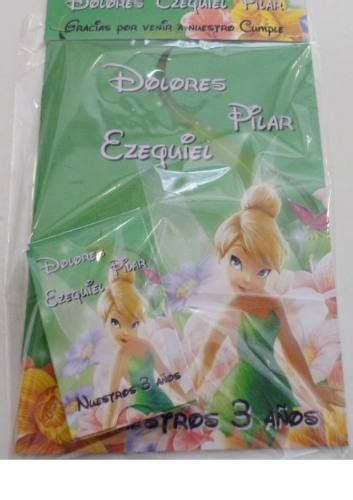 Dolores Ezequiel Pilar
Gracias por venir a nuestro Cumple
Dolores
Pilar
Ezequiel
Dolores Pilar
Ezequiel
Nuestros 3 años
estros 3 años